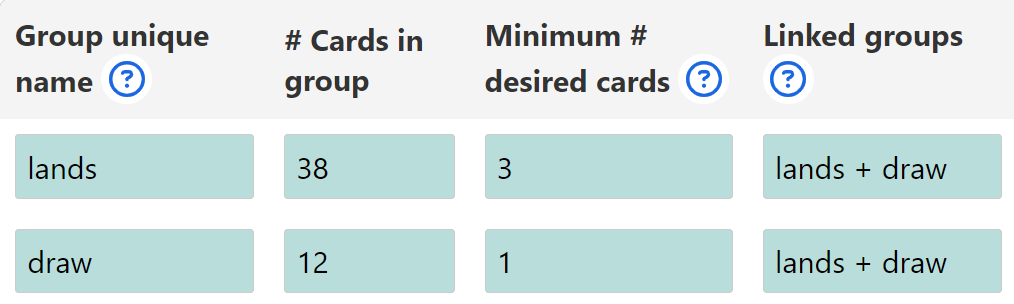 Group unique name ?
# Cards in group
Minimum # desired cards ?
Linked groups ?
lands 38 3 lands + draw
draw 12 1 lands + draw